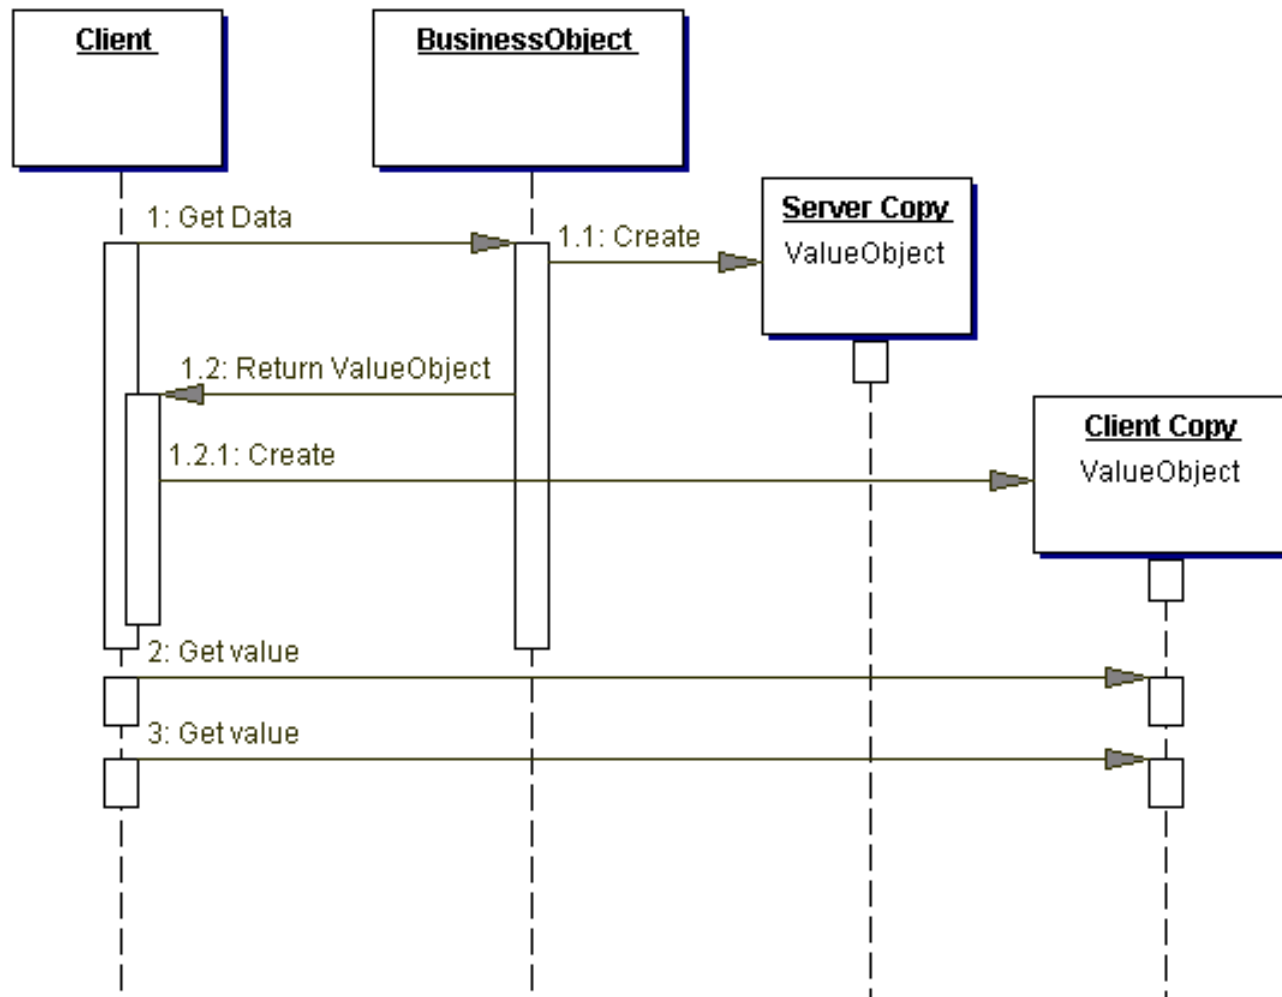 Client
BusinessObject
Server Copy
ValueObject
1: Get Data
1.1: Create
1.2: Return ValueObject
Client Copy
ValueObject
1.2.1: Create
2: Get value
3: Get value